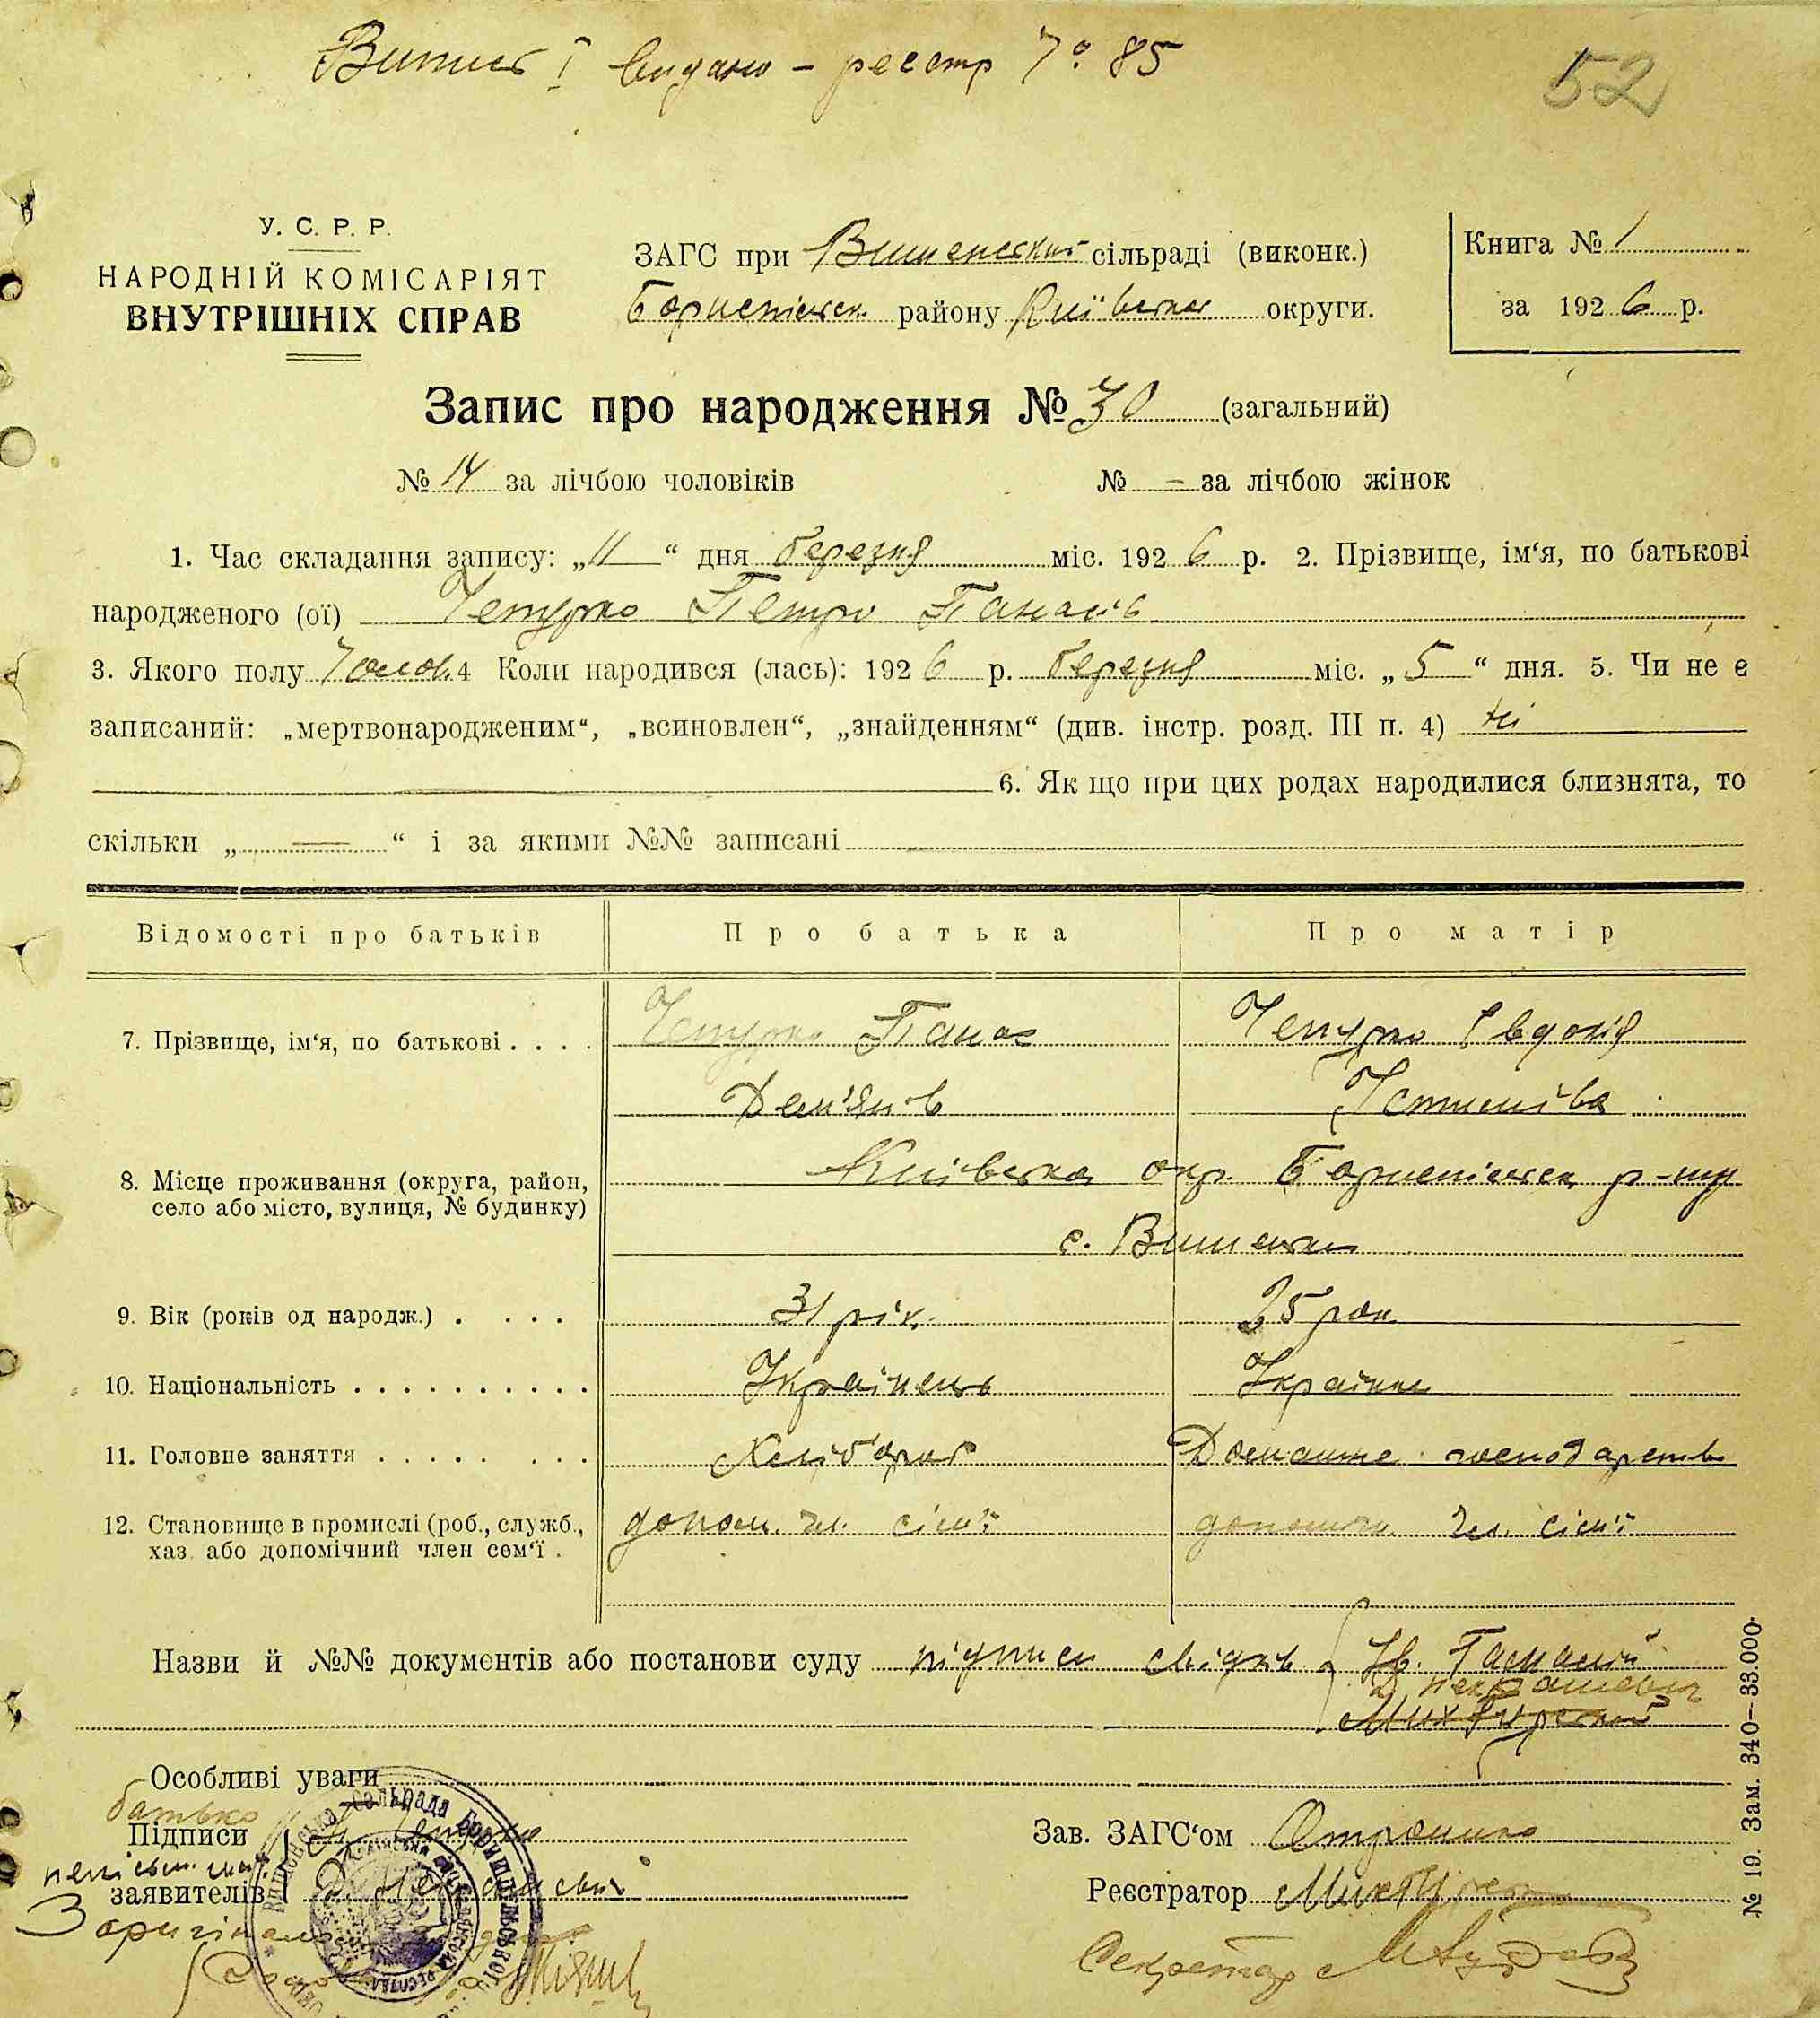 Випис І видано – реєстр № 85
52
У. С. Р. Р.
НАРОДНІЙ КОМІСАРІЯТ
ВНУТРІШНІХ СПРАВ
ЗАГС при Вишенській сільраді (виконк.)
Бориспільск. району Київської округи.
Книга № 1
за 1926 р.
Запис про народження № 30 (загальний)
№ 14 за лічбою чоловіків № – за лічбою жінок
1. Час складання запису: „11“ дня березня міс. 1926 р. 2. Прізвище, ім‘я, по батькові
народженого (ої) Чепурко Петро Панасів
3. Якого полу Чолов. 4 Коли народився (лась): 1926 р. березня міс. „5“ дня. 5. Чи не є
записаний: „мертвонародженим“, „всиновлен“, „знайденням“ (див. інстр. розд. III п. 4) ні
6. Як що при цих родах народилися близнята, то
скільки „ — “ і за якими №№ записані
Відомості про батьків Про батька Про матір
7. Прізвище, ім‘я, по батькові . . . . Чепурко Панас Чепурко Євдокія
Дем'янів Устимівна
8. Місце проживання (округа, район, Київська окр. Бориспільск. р-ну
село або місто, вулиця, № будинку)
с. Вишеньки
9. Вік (років од народж.) . . . . 31 рік. 25 рок
10. Національність . . . . . . . . . . Українець Українка
11. Головне заняття . . . . . . . . Хлібороб Домашнє господарство
12. Становище в промислі (роб., служб., допом. чл. сім'ї допом. чл. сім'ї
хаз. або допомічний член сем‘ї .
Назви й №№ документів або постанови суду підписи свідків
Особливі уваги
батько
Підписи
заявителів
Зав. ЗАГС‘ом
Реєстратор
З оригіналом
Секретар
№ 19. Зам. 340—33.000.